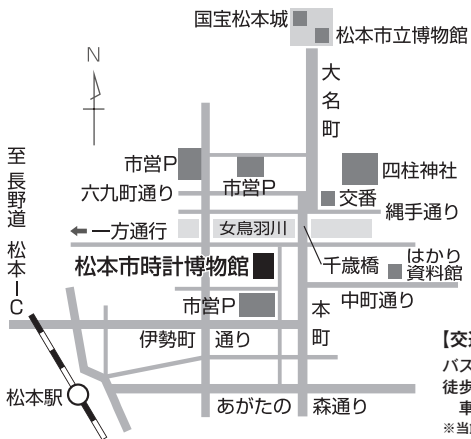 国宝松本城
松本市立博物館
N
大名町
至 長野道 松本IC
市営P
市営P
四柱神社
六九町通り
交番
縄手通り
一方通行
女鳥羽川
松本市時計博物館
千歳橋
はかり
資料館
市営P
中町通り
本町
伊勢町 通り
松本駅
あがたの 森通り
【交
バス
徒歩
車
※当